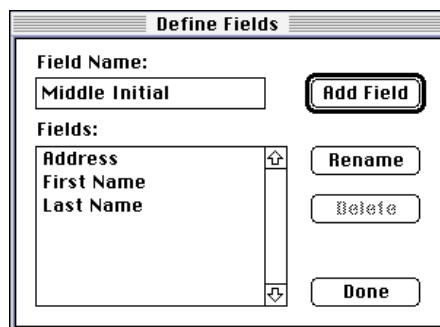 Define Fields
Field Name:
Middle Initial
Add Field
Fields:
Address
First Name
Last Name
Rename
Delete
Done